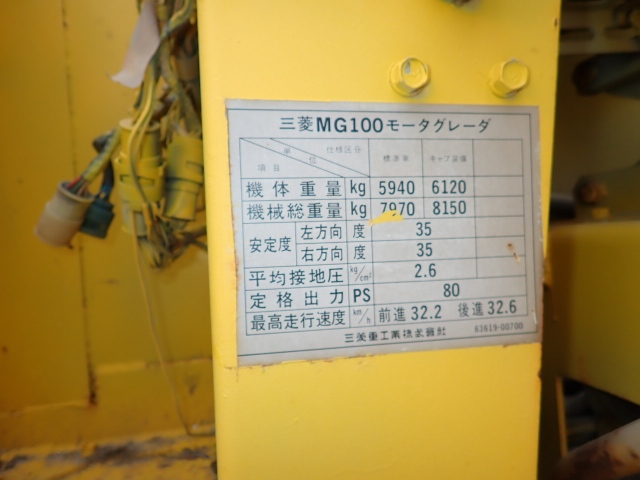 三菱MG100モータグレーダ
仕様区分
単位
項目
標準車 キャブ装備
機体重量 kg 5940 6120
機械総重量 kg 7970 8150
安定度 左方向 度 35
右方向 度 35
平均接地圧 kg/cm² 2.6
定格出力 PS 80
最高走行速度 km/h 前進32.2 後進32.6
三菱重工業株式会社 63619-00700